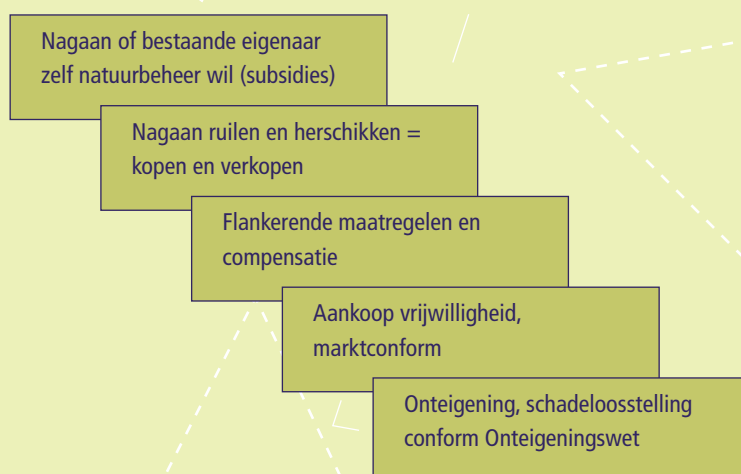 Nagaan of bestaande eigenaar
zelf natuurbeheer wil (subsidies)
Nagaan ruilen en herschikken =
kopen en verkopen
Flankerende maatregelen en
compensatie
Aankoop vrijwilligheid,
marktconform
Onteigening, schadeloosstelling
conform Onteigeningswet